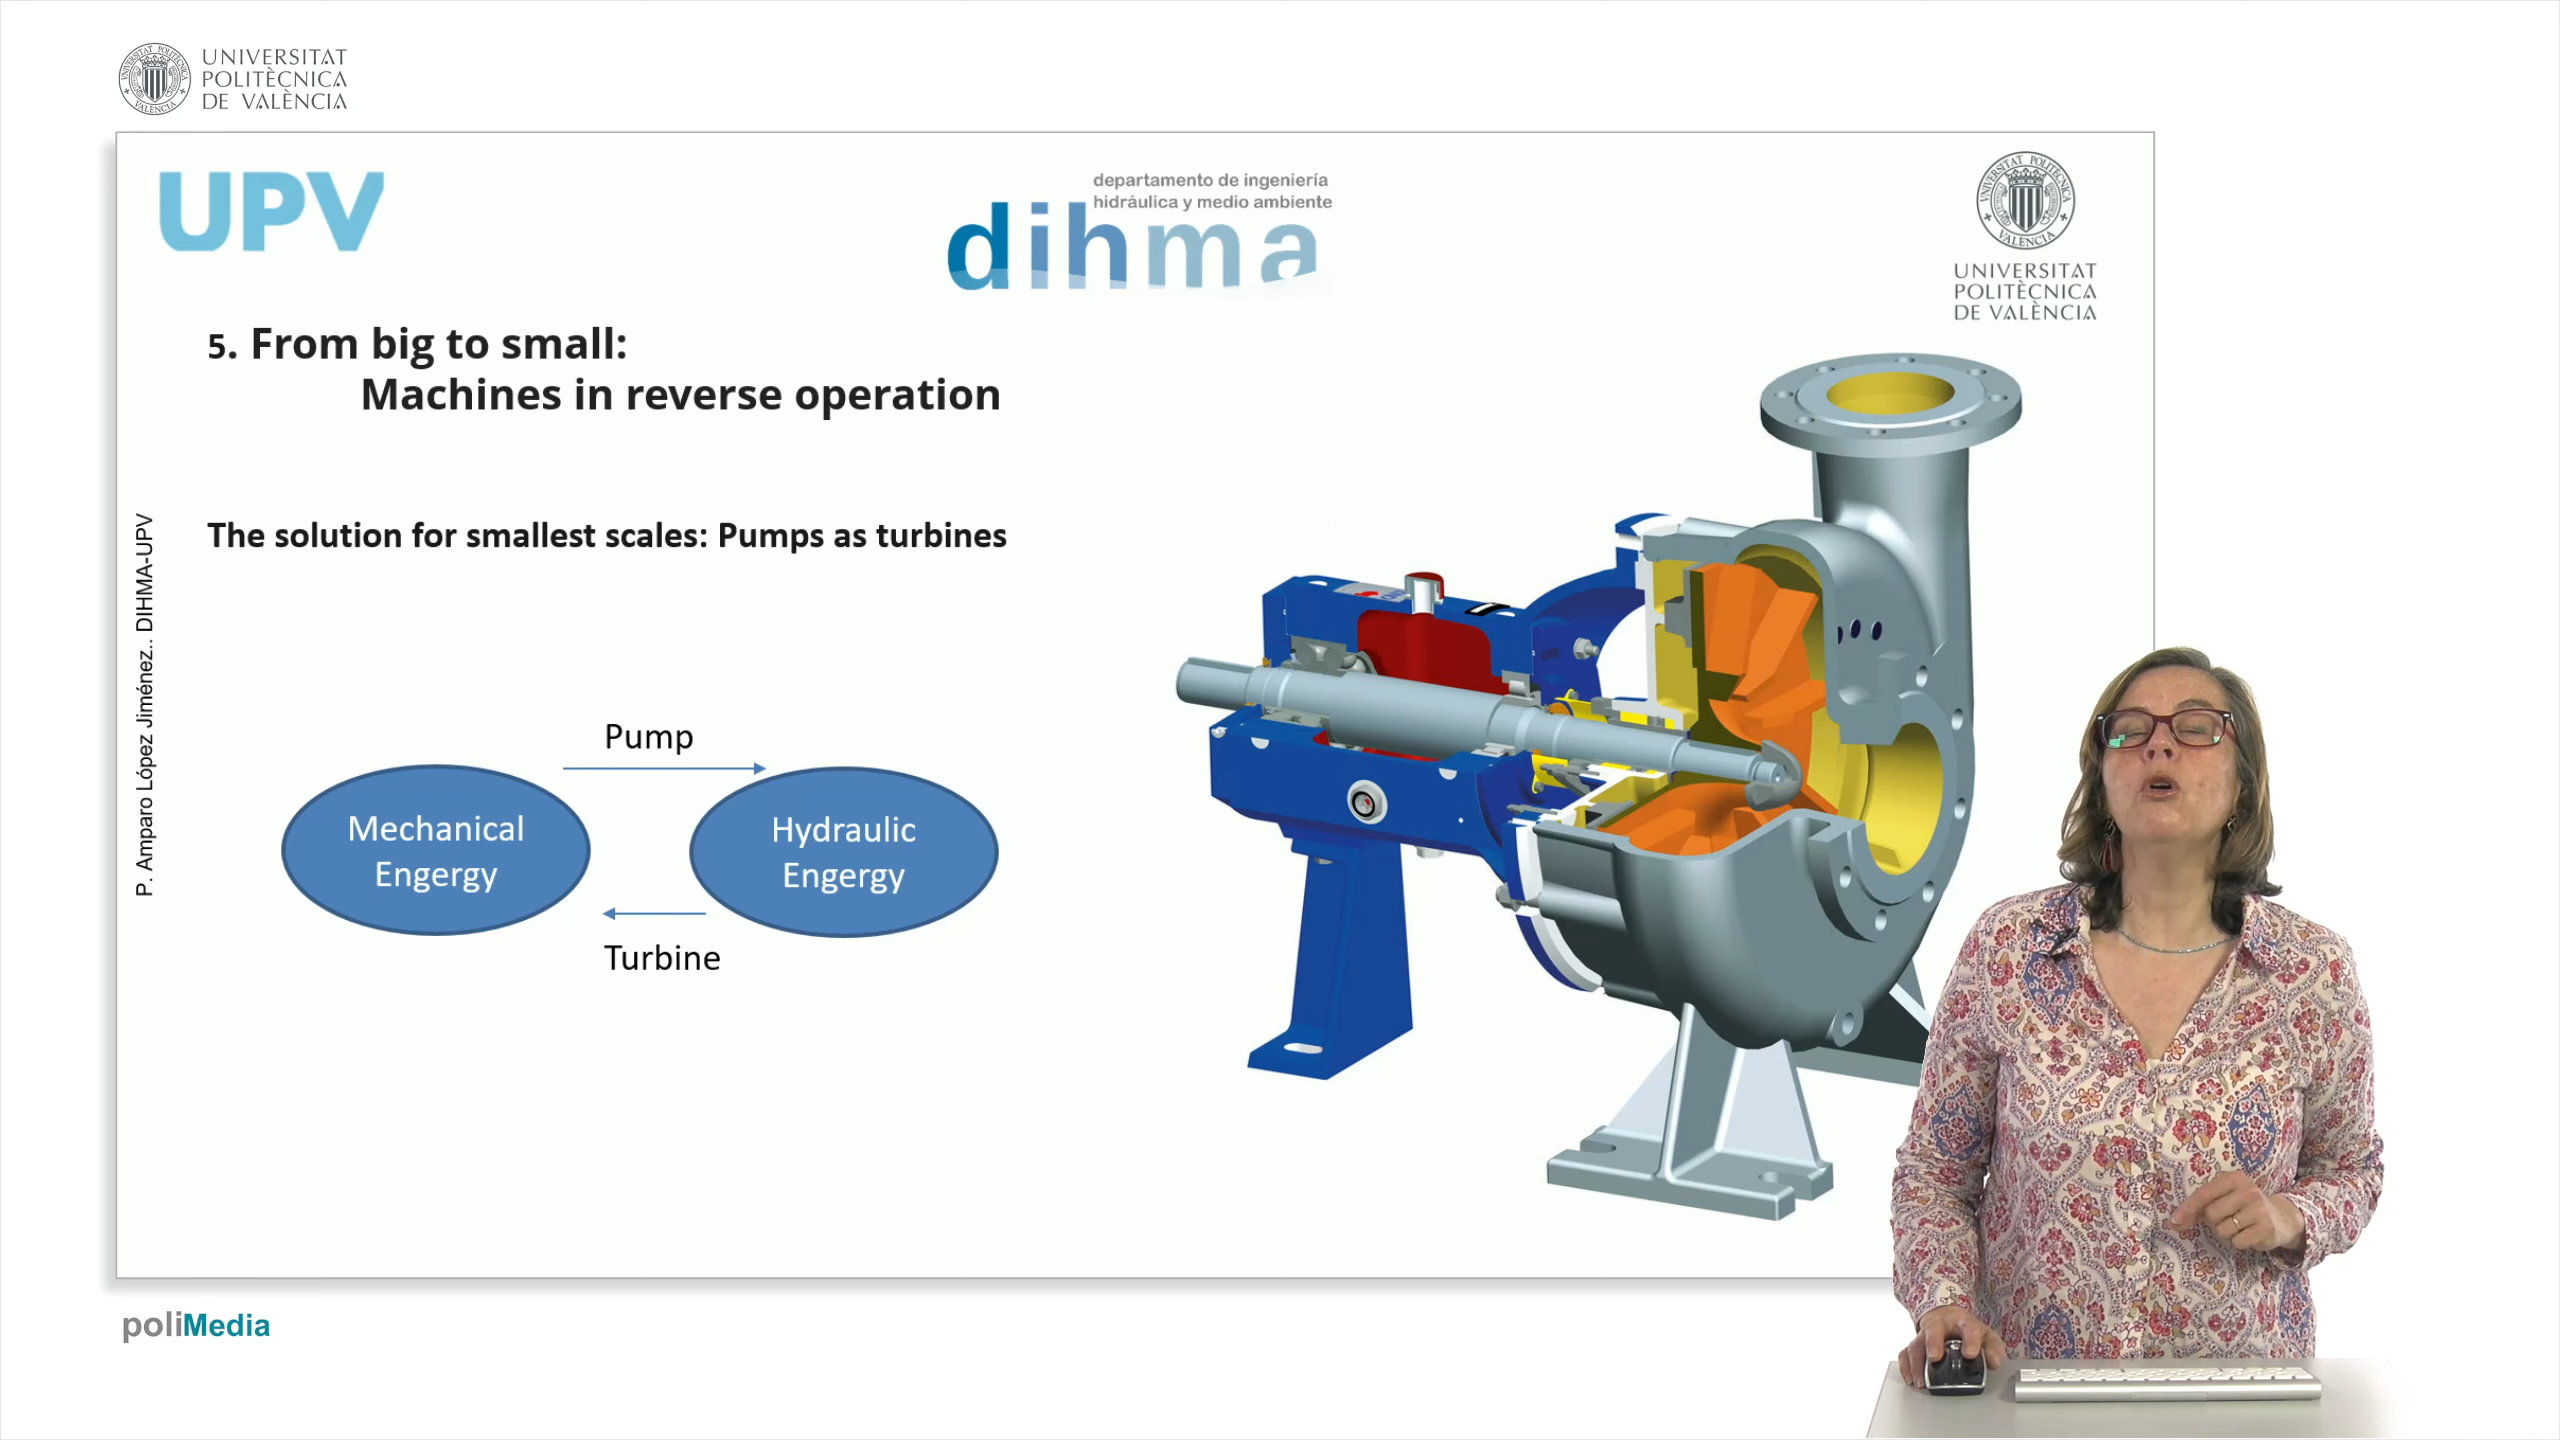 UNIVERSITAT
POLITÈCNICA
DE VALÈNCIA
UPV
departamento de ingeniería
hidráulica y medio ambiente
dihma
UNIVERSITAT
POLITÈCNICA
DE VALÈNCIA
5. From big to small:
Machines in reverse operation
The solution for smallest scales: Pumps as turbines
P. Amparo López Jiménez.. DIHMA-UPV
Pump
Mechanical
Engergy
Hydraulic
Engergy
Turbine
poliMedia